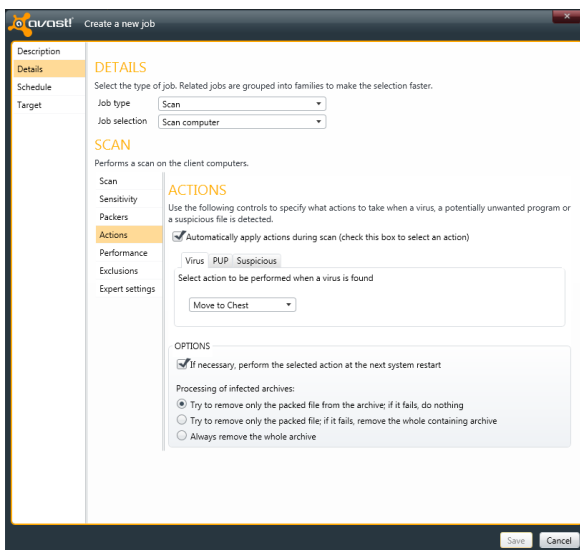 avast! Create a new job
Description
Details
Schedule
Target
DETAILS
Select the type of job. Related jobs are grouped into families to make the selection faster.
Job type Scan
Job selection Scan computer
SCAN
Performs a scan on the client computers.
Scan
Sensitivity
Packers
Actions
Performance
Exclusions
Expert settings
ACTIONS
Use the following controls to specify what actions to take when a virus, a potentially unwanted program or
a suspicious file is detected.
Automatically apply actions during scan (check this box to select an action)
Virus PUP Suspicious
Select action to be performed when a virus is found
Move to Chest
OPTIONS
If necessary, perform the selected action at the next system restart
Processing of infected archives:
Try to remove only the packed file from the archive; if it fails, do nothing
Try to remove only the packed file; if it fails, remove the whole containing archive
Always remove the whole archive
Save Cancel